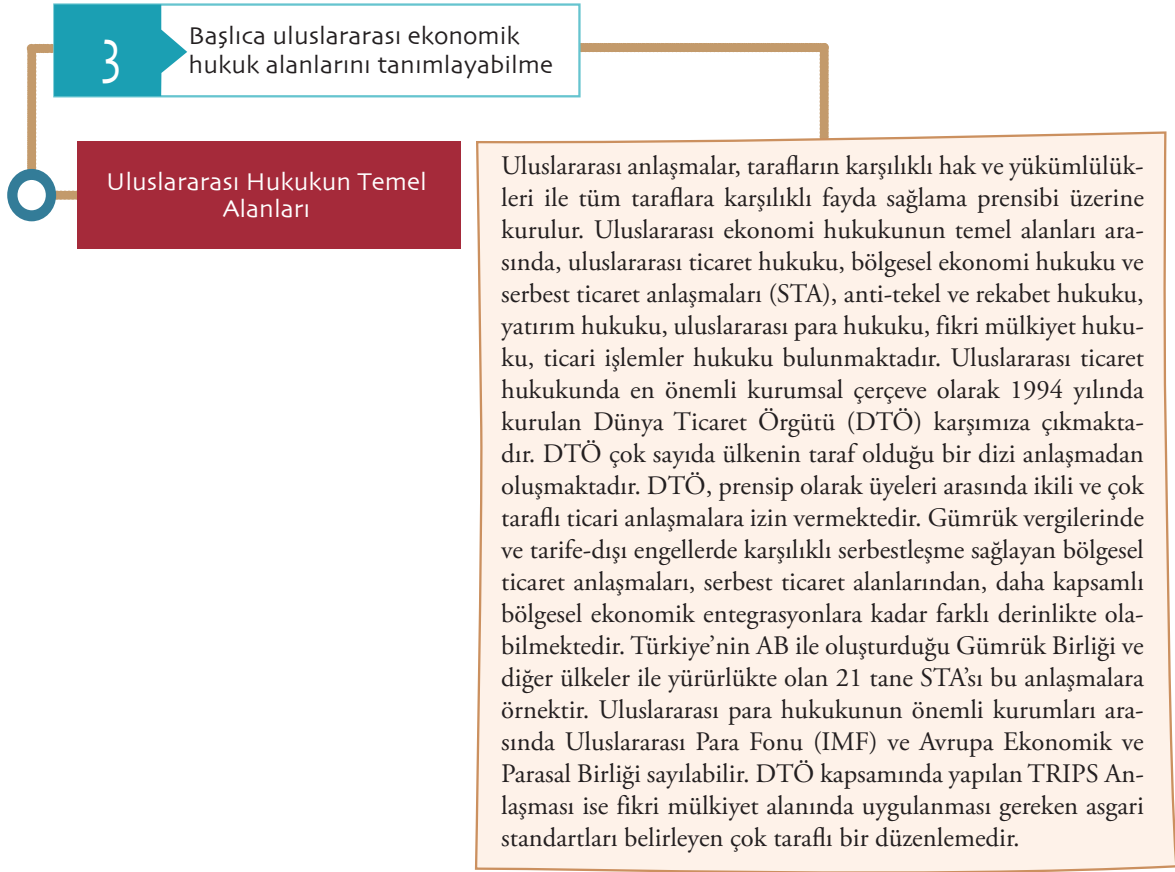 3
Başlıca uluslararası ekonomik
hukuk alanlarını tanımlayabilme
Uluslararası Hukukun Temel
Alanları
Uluslararası anlaşmalar, tarafların karşılıklı hak ve yükümlülük-
leri ile tüm taraflara karşılıklı fayda sağlama prensibi üzerine
kurulur. Uluslararası ekonomi hukukunun temel alanları ara-
sında, uluslararası ticaret hukuku, bölgesel ekonomi hukuku ve
serbest ticaret anlaşmaları (STA), anti-tekel ve rekabet hukuku,
yatırım hukuku, uluslararası para hukuku, fikri mülkiyet huku-
ku, ticari işlemler hukuku bulunmaktadır. Uluslararası ticaret
hukukunda en önemli kurumsal çerçeve olarak 1994 yılında
kurulan Dünya Ticaret Örgütü (DTÖ) karşımıza çıkmakta-
dır. DTÖ çok sayıda ülkenin taraf olduğu bir dizi anlaşmadan
oluşmaktadır. DTÖ, prensip olarak üyeleri arasında ikili ve çok
taraflı ticari anlaşmalara izin vermektedir. Gümrük vergilerinde
ve tarife-dışı engellerde karşılıklı serbestleşme sağlayan bölgesel
ticaret anlaşmaları, serbest ticaret alanlarından, daha kapsamlı
bölgesel ekonomik entegrasyonlara kadar farklı derinlikte ola-
bilmektedir. Türkiye’nin AB ile oluşturduğu Gümrük Birliği ve
diğer ülkeler ile yürürlükte olan 21 tane STA’sı bu anlaşmalara
örnektir. Uluslararası para hukukunun önemli kurumları ara-
sında Uluslararası Para Fonu (IMF) ve Avrupa Ekonomik ve
Parasal Birliği sayılabilir. DTÖ kapsamında yapılan TRIPS An-
laşması ise fikri mülkiyet alanında uygulanması gereken asgari
standartları belirleyen çok taraflı bir düzenlemedir.